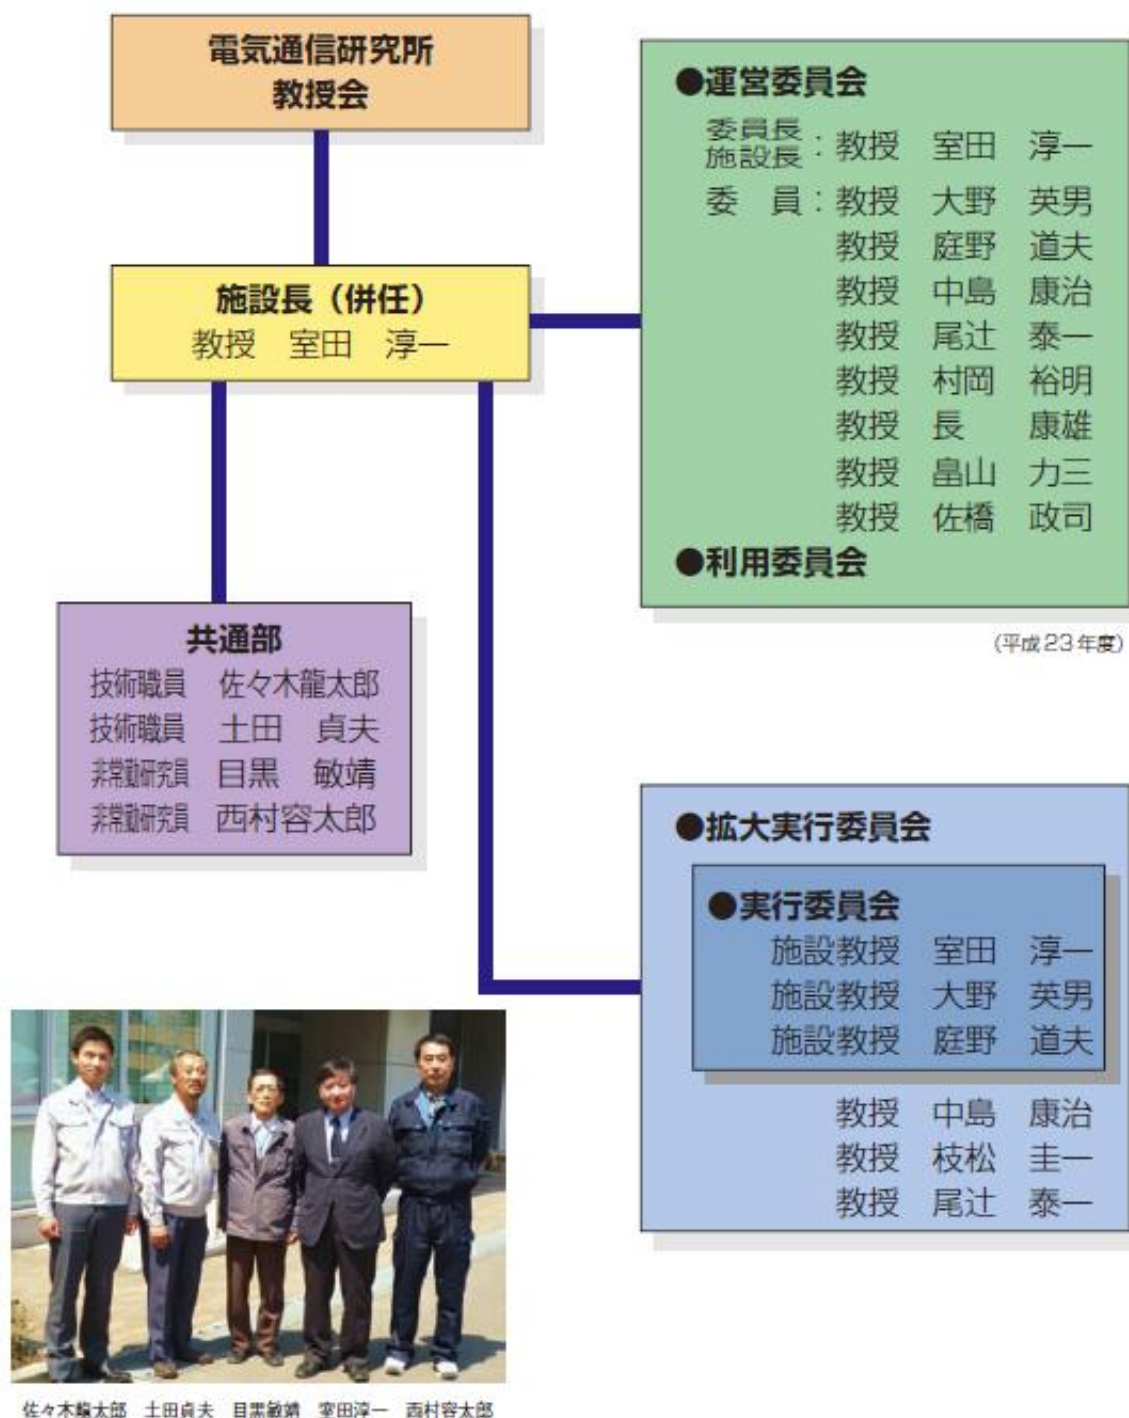 電気通信研究所
教授会
施設長（併任）
教授　室田　淳一
●運営委員会
委員長
施設長：教授　室田　淳一
委　員：教授　大野　英男
教授　庭野　道夫
教授　中島　康治
教授　尾辻　泰一
教授　村岡　裕明
教授　長　　康雄
教授　畠山　力三
教授　佐橋　政司
●利用委員会
（平成23年度）
共通部
技術職員　佐々木龍太郎
技術職員　土田　貞夫
非常勤研究員　目黒　敏靖
非常勤研究員　西村容太郎
●拡大実行委員会
●実行委員会
施設教授　室田　淳一
施設教授　大野　英男
施設教授　庭野　道夫
教授　中島　康治
教授　枝松　圭一
教授　尾辻　泰一
佐々木龍太郎　土田貞夫　目黒敏靖　室田淳一　西村容太郎